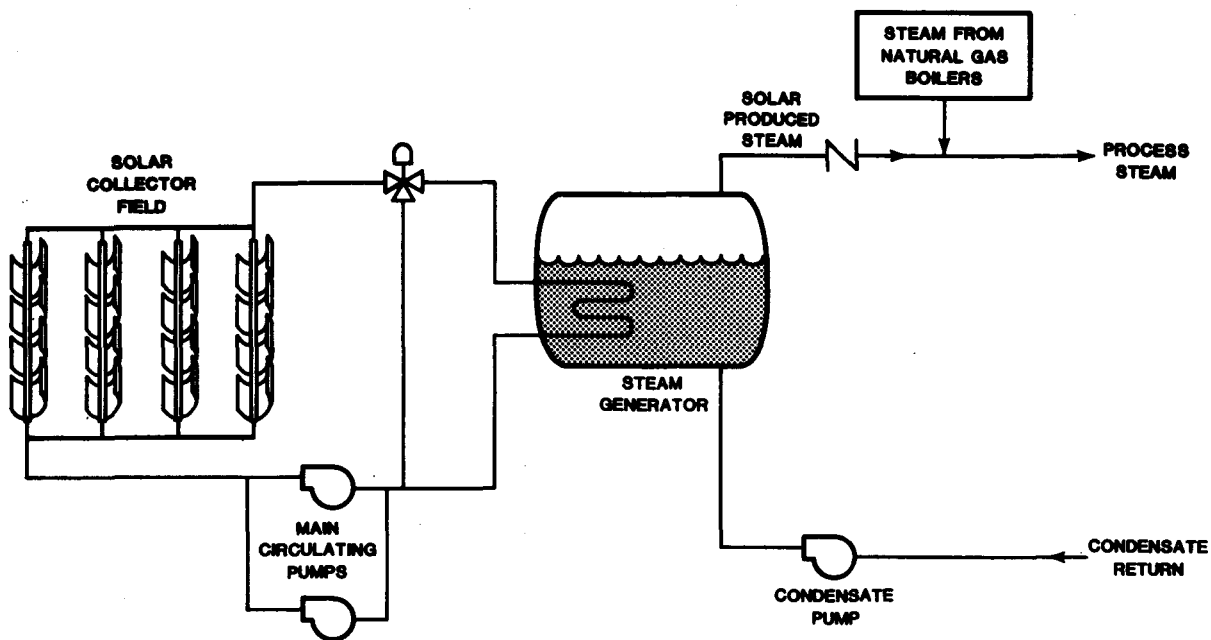 STEAM FROM
NATURAL GAS
BOILERS
SOLAR
PRODUCED
STEAM
PROCESS
STEAM
SOLAR
COLLECTOR
FIELD
STEAM
GENERATOR
MAIN
CIRCULATING
PUMPS
CONDENSATE
RETURN
CONDENSATE
PUMP